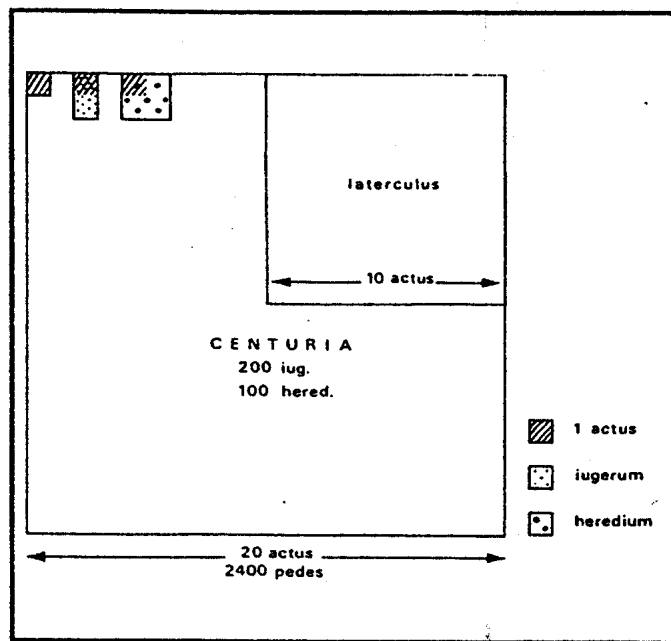 laterculus
10 actus
CENTURIA
200 iug.
100 hered.
1 actus
iugerum
heredium
20 actus
2400 pedes